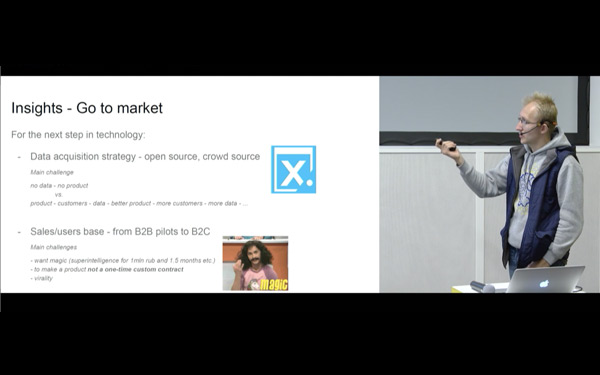 Insights - Go to market
For the next step in technology:
- Data acquisition strategy - open source, crowd source
Main challenge
no data - no product
vs
product - customers - data - better product - more customers - more data - ...
X.
- Sales/users base - from B2B pilots to B2C
Main challenges
- want magic (superintelligence for 1mln rub and 1.5 months etc.)
- to make a product not a one-time custom contract
- virality
magic